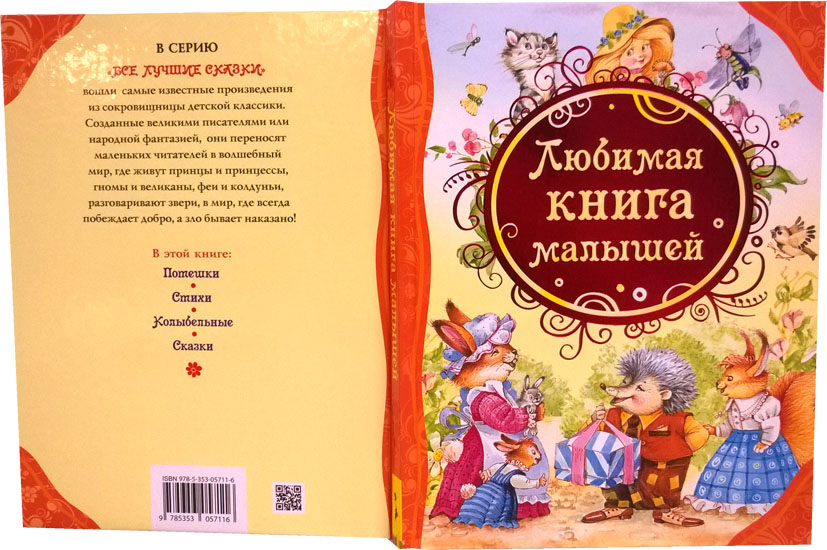 В СЕРИЮ
«ВСЕ ЛУЧШИЕ СКАЗКИ»
вошли самые известные произведения
из сокровищницы детской классики.
Созданные великими писателями или
народной фантазией, они переносят
маленьких читателей в волшебный
мир, где живут принцы и принцессы,
гномы и великаны, феи и колдуньи,
разговаривают звери, в мир, где всегда
побеждает добро, а зло бывает наказано!
В этой книге:
Потешки
Стихи
Колыбельные
Сказки
ISBN 978-5-353-05711-6
9 785353 057116
Любимая книга малышей
Любимая
книга
малышей